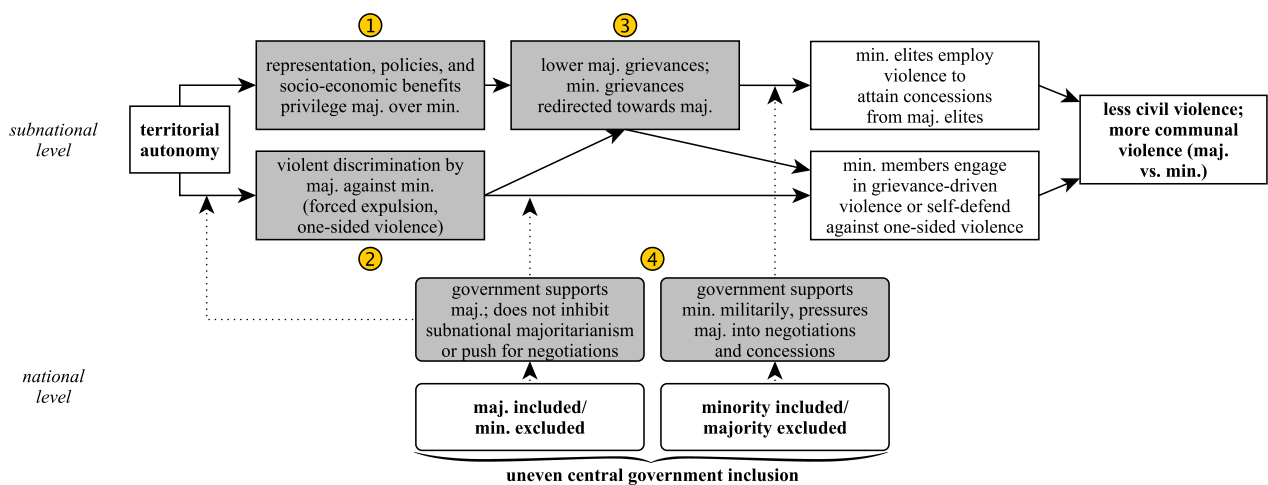 1
3
representation, policies, and
socio-economic benefits
privilege maj. over min.
lower maj. grievances;
min. grievances
redirected towards maj.
min. elites employ
violence to
attain concessions
from maj. elites
subnational
level
territorial
autonomy
less civil violence;
more communal
violence (maj.
vs. min.)
violent discrimination by
maj. against min.
(forced expulsion,
one-sided violence)
min. members engage
in grievance-driven
violence or self-defend
against one-sided violence
2
4
government supports
maj.; does not inhibit
subnational majoritarianism
or push for negotiations
government supports
min. militarily, pressures
maj. into negotiations
and concessions
national
level
maj. included/
min. excluded
minority included/
majority excluded
uneven central government inclusion